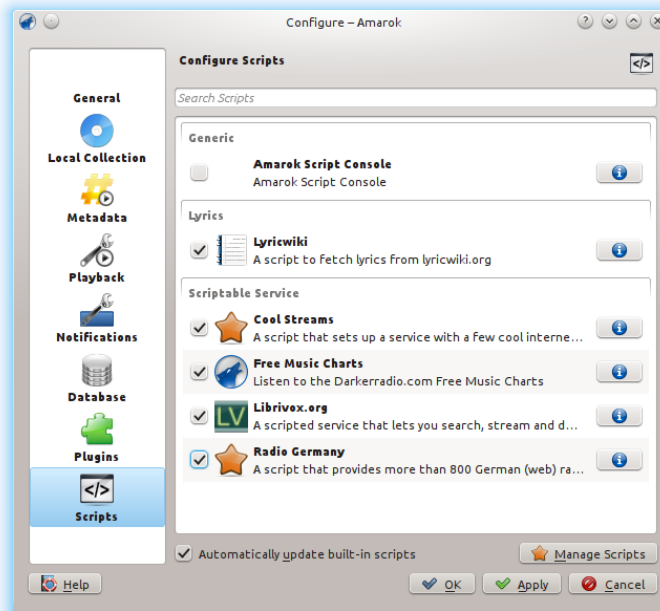 Configure – Amarok
General
Local Collection
Metadata
Playback
Notifications
Database
Plugins
</>
Scripts
Configure Scripts
</>
Search Scripts
Generic
Amarok Script Console
Amarok Script Console
Lyrics
Lyricwiki
A script to fetch lyrics from lyricwiki.org
Scriptable Service
Cool Streams
A script that sets up a service with a few cool interne...
Free Music Charts
Listen to the Darkerradio.com Free Music Charts
LV
Librivox.org
A scripted service that lets you search, stream and d...
Radio Germany
A script that provides more than 800 German (web) ra...
Automatically update built-in scripts
Manage Scripts
Help
OK
Apply
Cancel